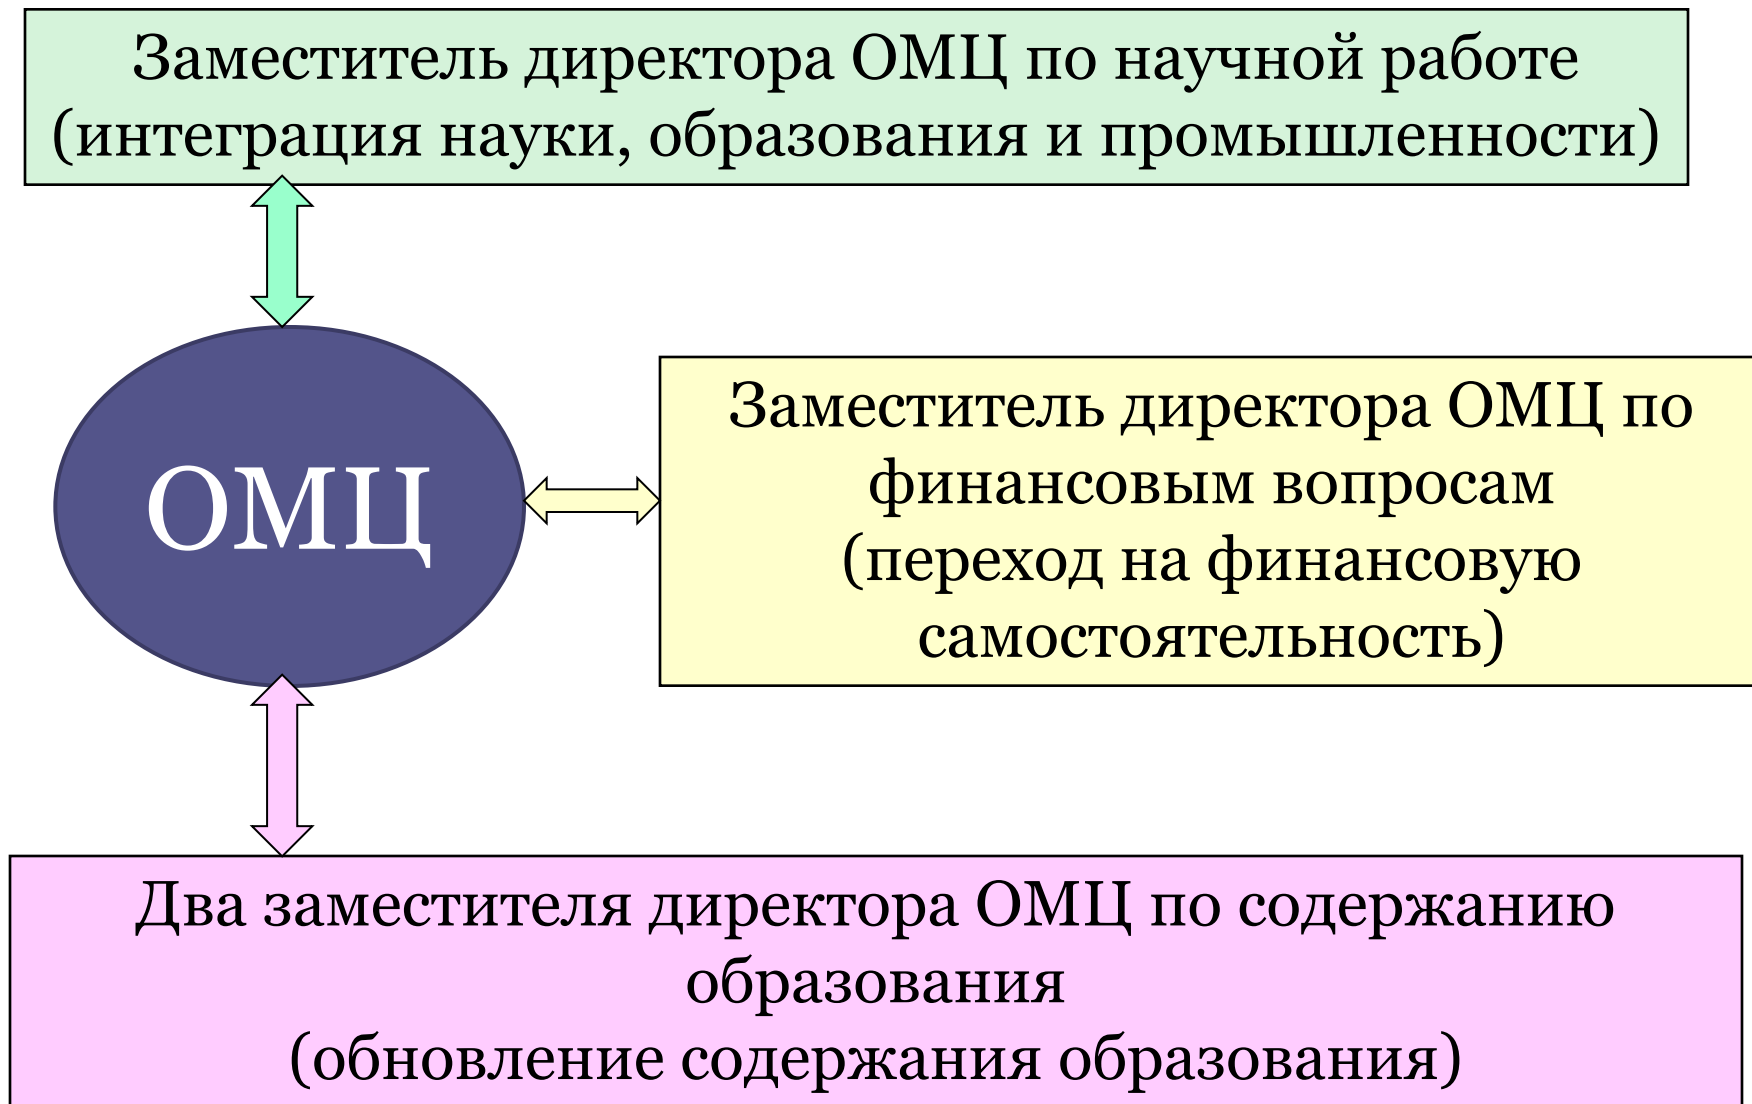 Заместитель директора ОМЦ по научной работе
(интеграция науки, образования и промышленности)
ОМЦ
Заместитель директора ОМЦ по
финансовым вопросам
(переход на финансовую
самостоятельность)
Два заместителя директора ОМЦ по содержанию
образования
(обновление содержания образования)